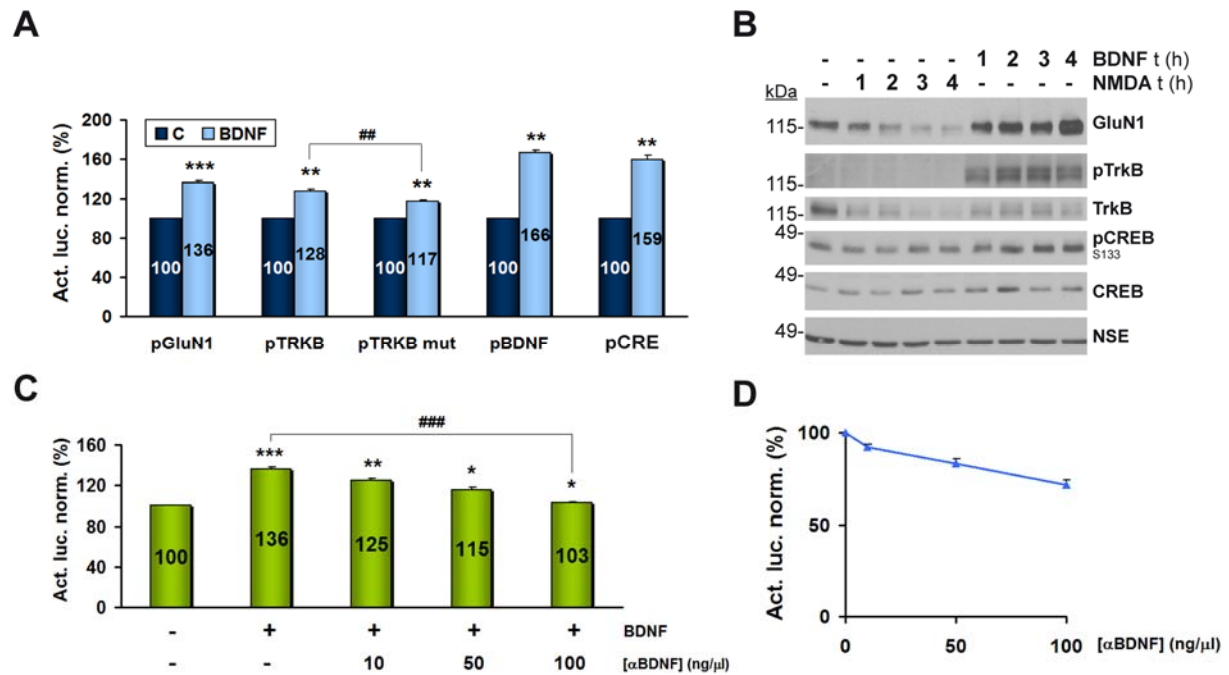 A
Act. luc. norm. (%)
200
160
120
80
40
0
C BDNF
##
*** ** ** ** **
100 136 100 128 100 117 100 166 100 159
pGluN1 pTRKB pTRKB mut pBDNF pCRE
B
- - - - - 1 2 3 4 BDNF t (h)
- 1 2 3 4 - - - - NMDA t (h)
kDa
115- GluN1
115- pTrkB
115- TrkB
49- pCREB
S133
49- CREB
49- NSE
C
Act. luc. norm. (%)
160
140
120
100
80
60
40
20
0
###
*** ** * *
100 136 125 115 103
- + + + + BDNF
- - 10 50 100 [αBDNF] (ng/µl)
D
Act. luc. norm. (%)
100
50
0
0 50 100 [αBDNF] (ng/µl)